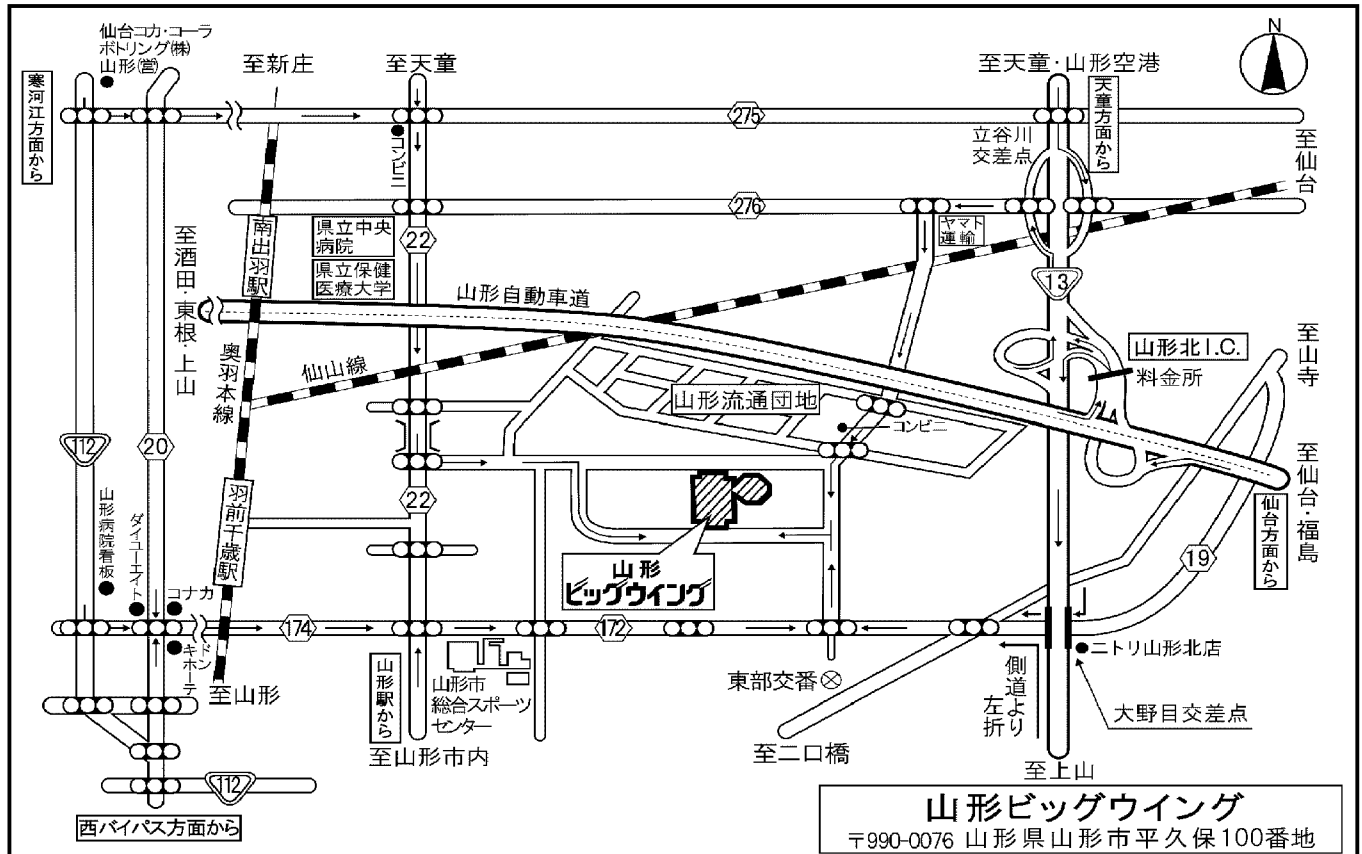 仙台コカ・コーラ
ボトリング(株)
山形(営)
至新庄
至天童
至天童・山形空港
N
寒河江方面から
天童方面から
275
コンビニ
立谷川
交差点
至仙台
276
県立中央
病院
22
ヤマト
運輸
県立保健
医療大学
南出羽駅
至酒田・東根・上山
山形自動車道
13
山形北I.C.
料金所
至山寺
奥羽本線
仙山線
山形流通団地
コンビニ
112
20
22
羽前千歳駅
至仙台・福島
仙台方面から
山形病院看板
ダイユーエイト
コナカ
山形
ビッグウイング
19
174
172
ドン
キホーテ
至山形
山形駅から
山形市
総合スポーツ
センター
東部交番
側道より
左折
ニトリ山形北店
大野目交差点
至山形市内
至二口橋
至上山
112
西バイパス方面から
山形ビッグウイング
〒990-0076 山形県山形市平久保100番地